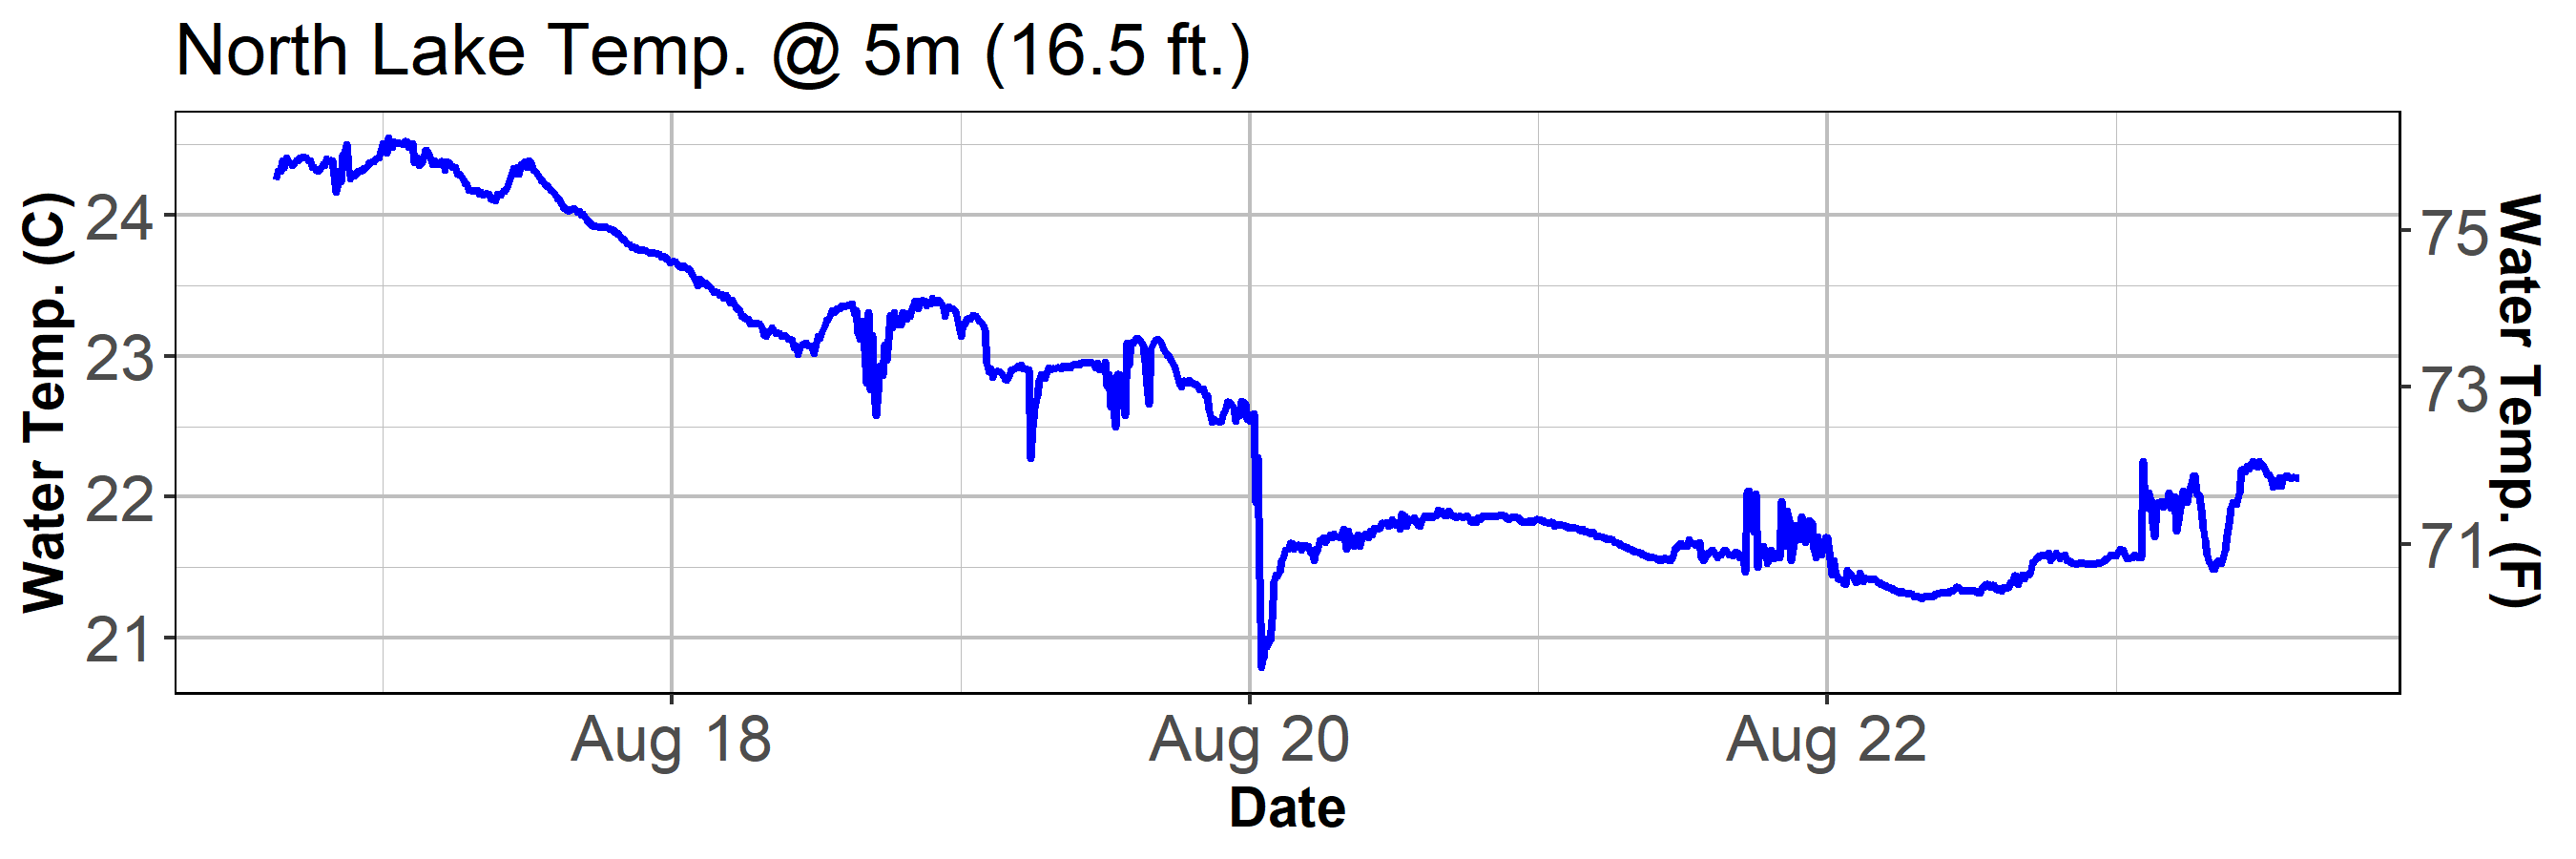 North Lake Temp. @ 5m (16.5 ft.)
Water Temp. (C)
24
23
22
21
75
73
71
Water Temp. (F)
Aug 18
Aug 20
Aug 22
Date